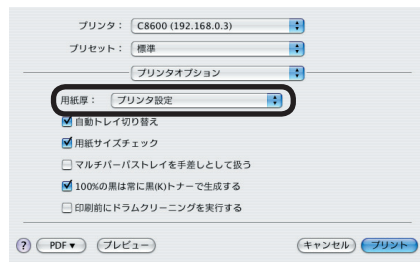 プリンタ： C8600 (192.168.0.3)
プリセット： 標準
プリンタオプション
用紙厚： プリンタ設定
自動トレイ切り替え
用紙サイズチェック
マルチパーパストレイを手差しとして扱う
100%の黒は常に黒(K)トナーで生成する
印刷前にドラムクリーニングを実行する
? PDF▼ プレビュー キャンセル プリント